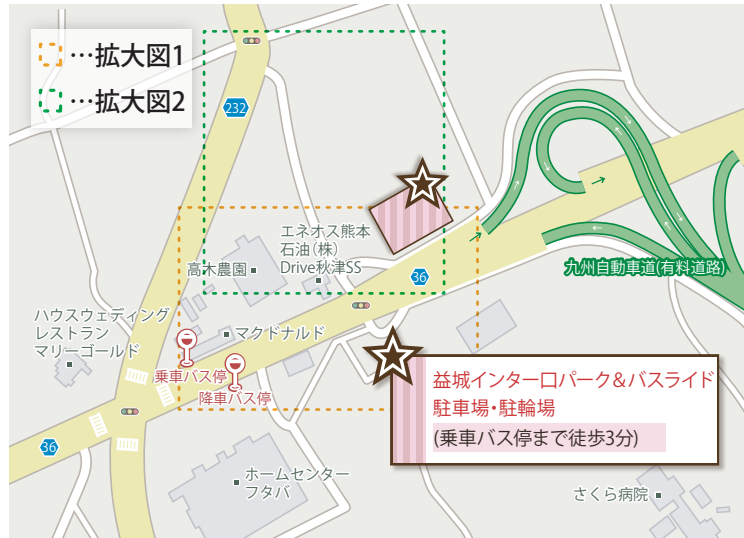 …拡大図1
…拡大図2
232
エネオス熊本
石油(株)
Drive秋津SS
高木農園
36
九州自動車道(有料道路)
ハウスウェディング
レストラン
マリーゴールド
マクドナルド
乗車バス停
降車バス停
益城インター口パーク&バスライド
駐車場・駐輪場
(乗車バス停まで徒歩3分)
36
ホームセンター
フタバ
さくら病院